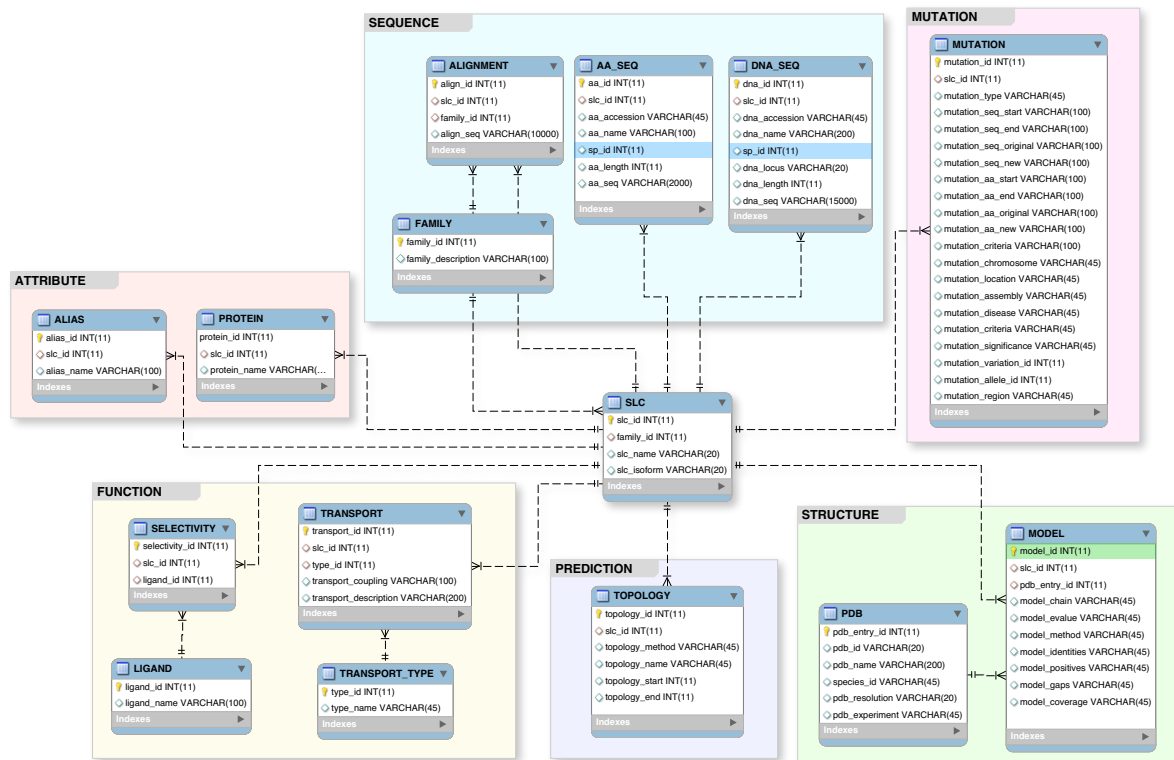 SEQUENCE
ALIGNMENT
align_id INT(11)
slc_id INT(11)
family_id INT(11)
align_seq VARCHAR(10000)
Indexes
AA_SEQ
aa_id INT(11)
slc_id INT(11)
aa_accession VARCHAR(45)
aa_name VARCHAR(100)
sp_id INT(11)
aa_length INT(11)
aa_seq VARCHAR(2000)
Indexes
DNA_SEQ
dna_id INT(11)
slc_id INT(11)
dna_accession VARCHAR(45)
dna_name VARCHAR(200)
sp_id INT(11)
dna_locus VARCHAR(20)
dna_length INT(11)
dna_seq VARCHAR(15000)
Indexes
FAMILY
family_id INT(11)
family_description VARCHAR(100)
Indexes
MUTATION
MUTATION
mutation_id INT(11)
slc_id INT(11)
mutation_type VARCHAR(45)
mutation_seq_start VARCHAR(100)
mutation_seq_end VARCHAR(100)
mutation_seq_original VARCHAR(100)
mutation_seq_new VARCHAR(100)
mutation_aa_start VARCHAR(100)
mutation_aa_end VARCHAR(100)
mutation_aa_original VARCHAR(100)
mutation_aa_new VARCHAR(100)
mutation_criteria VARCHAR(100)
mutation_chromosome VARCHAR(45)
mutation_location VARCHAR(45)
mutation_assembly VARCHAR(45)
mutation_disease VARCHAR(45)
mutation_criteria VARCHAR(45)
mutation_significance VARCHAR(45)
mutation_variation_id INT(11)
mutation_allele_id INT(11)
mutation_region VARCHAR(45)
Indexes
ATTRIBUTE
ALIAS
alias_id INT(11)
slc_id INT(11)
alias_name VARCHAR(100)
Indexes
PROTEIN
protein_id INT(11)
slc_id INT(11)
protein_name VARCHAR(...
Indexes
SLC
slc_id INT(11)
family_id INT(11)
slc_name VARCHAR(20)
slc_isoform VARCHAR(20)
Indexes
FUNCTION
SELECTIVITY
selectivity_id INT(11)
slc_id INT(11)
ligand_id INT(11)
Indexes
TRANSPORT
transport_id INT(11)
slc_id INT(11)
type_id INT(11)
transport_coupling VARCHAR(100)
transport_description VARCHAR(200)
Indexes
LIGAND
ligand_id INT(11)
ligand_name VARCHAR(100)
Indexes
TRANSPORT_TYPE
type_id INT(11)
type_name VARCHAR(45)
Indexes
PREDICTION
TOPOLOGY
topology_id INT(11)
slc_id INT(11)
topology_method VARCHAR(45)
topology_name VARCHAR(45)
topology_start INT(11)
topology_end INT(11)
Indexes
STRUCTURE
PDB
pdb_entry_id INT(11)
pdb_id VARCHAR(20)
pdb_name VARCHAR(200)
species_id VARCHAR(45)
pdb_resolution VARCHAR(20)
pdb_experiment VARCHAR(45)
Indexes
MODEL
model_id INT(11)
slc_id INT(11)
pdb_entry_id INT(11)
model_chain VARCHAR(45)
model_evalue VARCHAR(45)
model_method VARCHAR(45)
model_identities VARCHAR(45)
model_positives VARCHAR(45)
model_gaps VARCHAR(45)
model_coverage VARCHAR(45)
Indexes